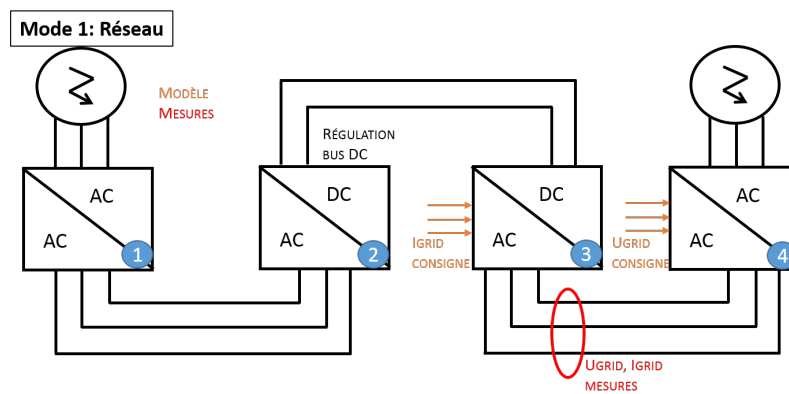 Mode 1: Réseau
MODÈLE
MESURES
RÉGULATION
BUS DC
AC
AC
1
DC
AC
2
DC
AC
3
AC
AC
4
IGRID
CONSIGNE
UGRID
CONSIGNE
UGRID, IGRID
MESURES